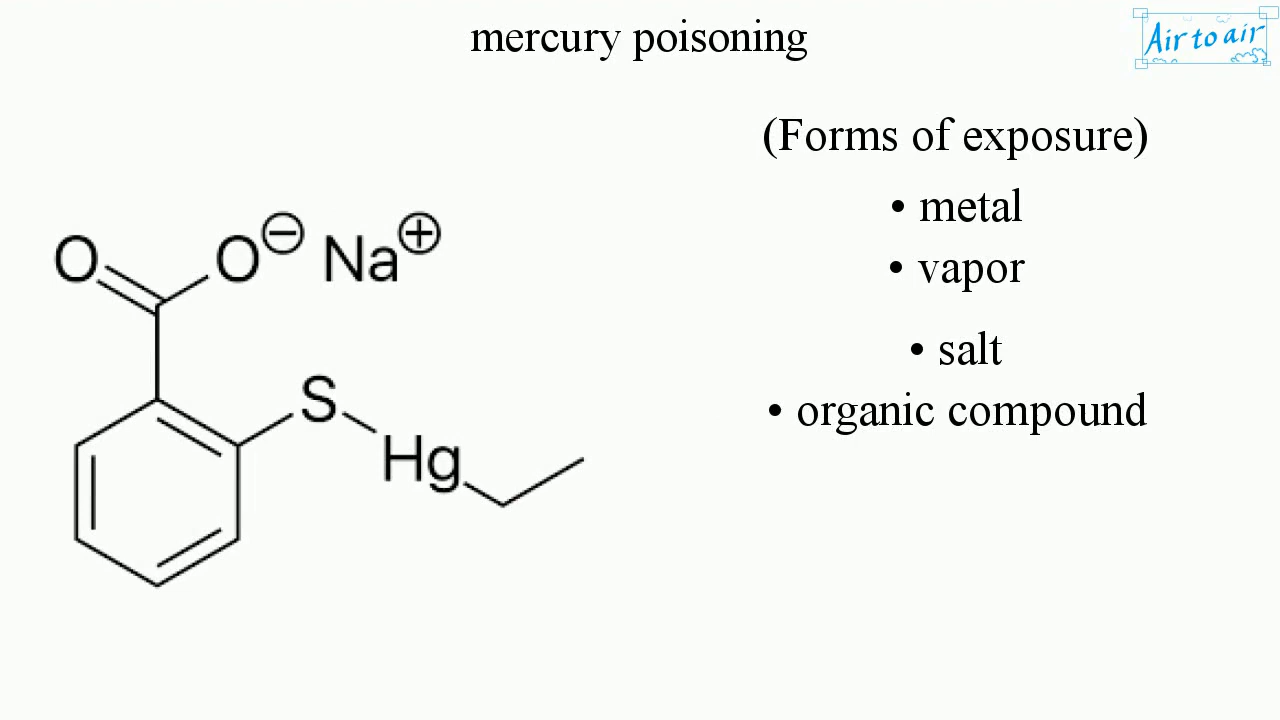 mercury poisoning
Air to air
(Forms of exposure)
• metal
• vapor
• salt
• organic compound
O
O⊖ Na⊕
S
Hg